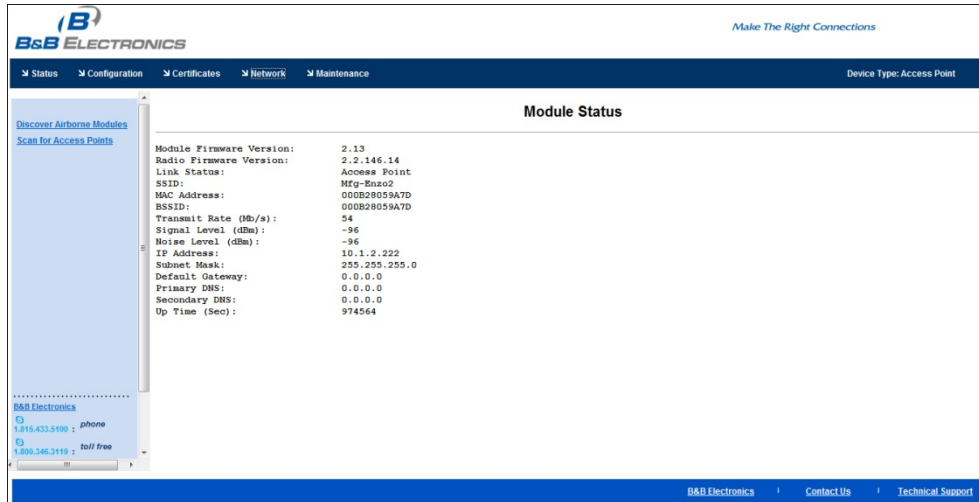 B&B ELECTRONICS
Make The Right Connections
Status Configuration Certificates Network Maintenance Device Type: Access Point
Discover Airborne Modules
Scan for Access Points
Module Status
Module Firmware Version: 2.13
Radio Firmware Version: 2.2.146.14
Link Status: Access Point
SSID: Mfg-Enzo2
MAC Address: 000B28059A7D
BSSID: 000B28059A7D
Transmit Rate (Mb/s): 54
Signal Level (dBm): -96
Noise Level (dBm): -96
IP Address: 10.1.2.222
Subnet Mask: 255.255.255.0
Default Gateway: 0.0.0.0
Primary DNS: 0.0.0.0
Secondary DNS: 0.0.0.0
Up Time (Sec): 974564
B&B Electronics
1.815.433.5100 : phone
1.800.346.3119 : toll free
B&B Electronics | Contact Us | Technical Support